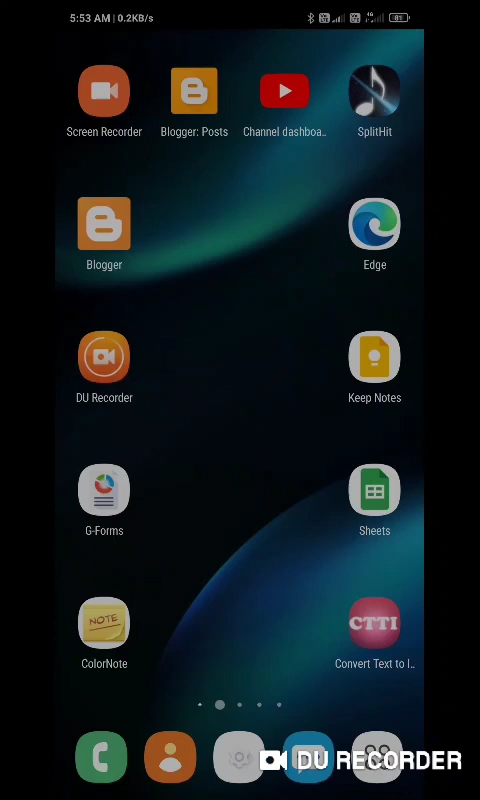 5:53 AM | 0.2KB/s
Screen Recorder
Blogger: Posts
Channel dashboa..
SplitHit
Blogger
Edge
DU Recorder
Keep Notes
G-Forms
Sheets
NOTE
CTTI
ColorNote
Convert Text to I..
DU RECORDER